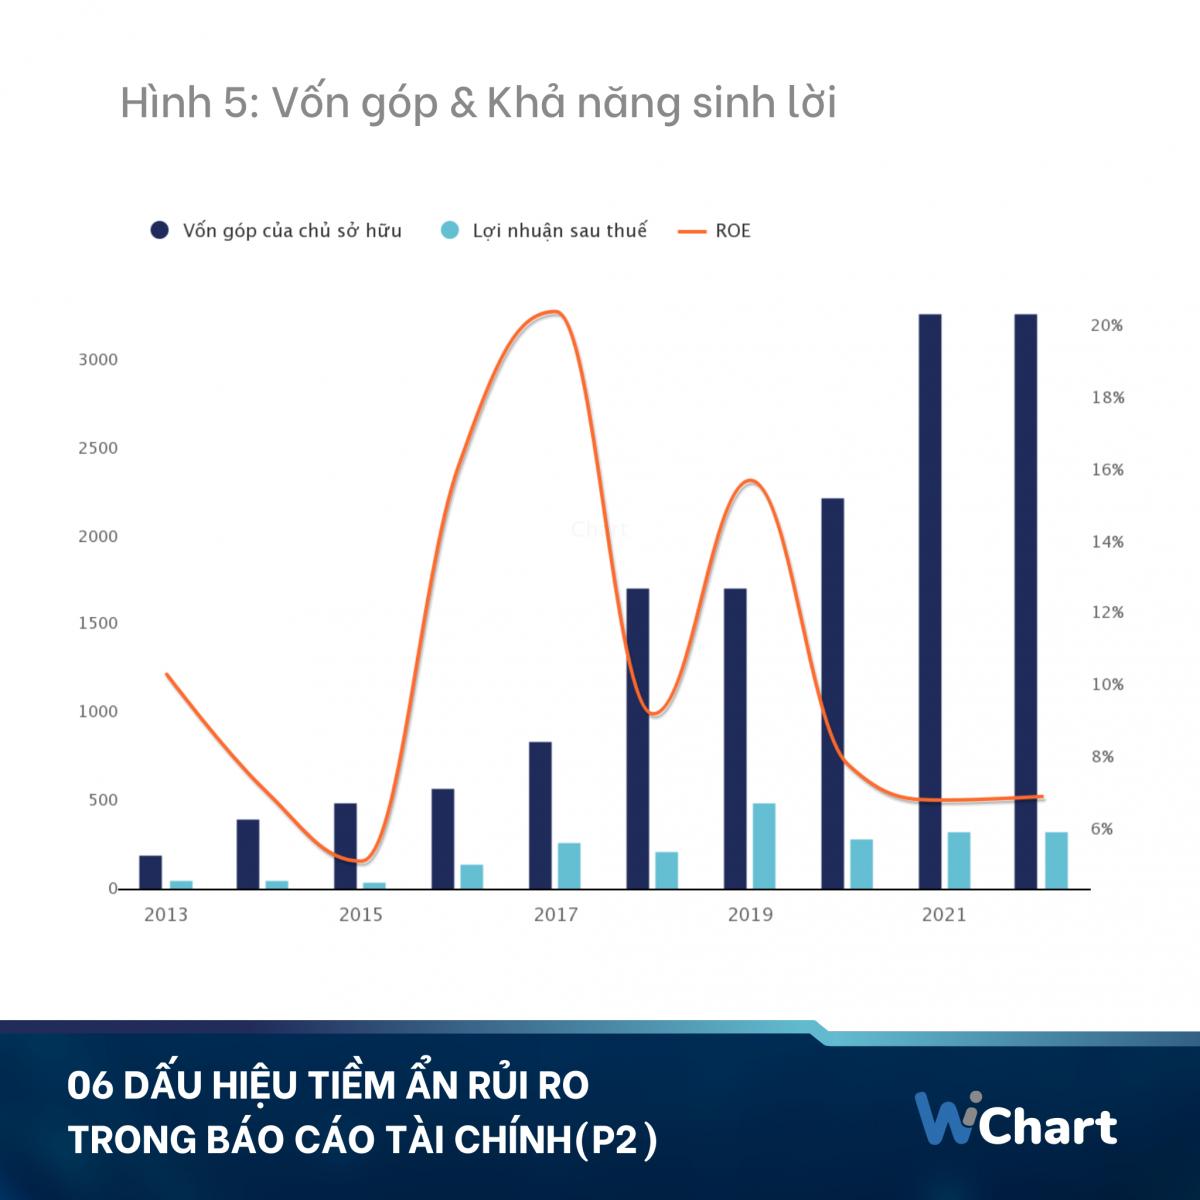 Hình 5: Vốn góp & Khả năng sinh lời
Vốn góp của chủ sở hữu
Lợi nhuận sau thuế
ROE
3000
2500
2000
1500
1000
500
0
20%
18%
16%
14%
12%
10%
8%
6%
Chart
2013
2015
2017
2019
2021
06 DẤU HIỆU TIỀM ẨN RỦI RO
TRONG BÁO CÁO TÀI CHÍNH(P2)
WiChart